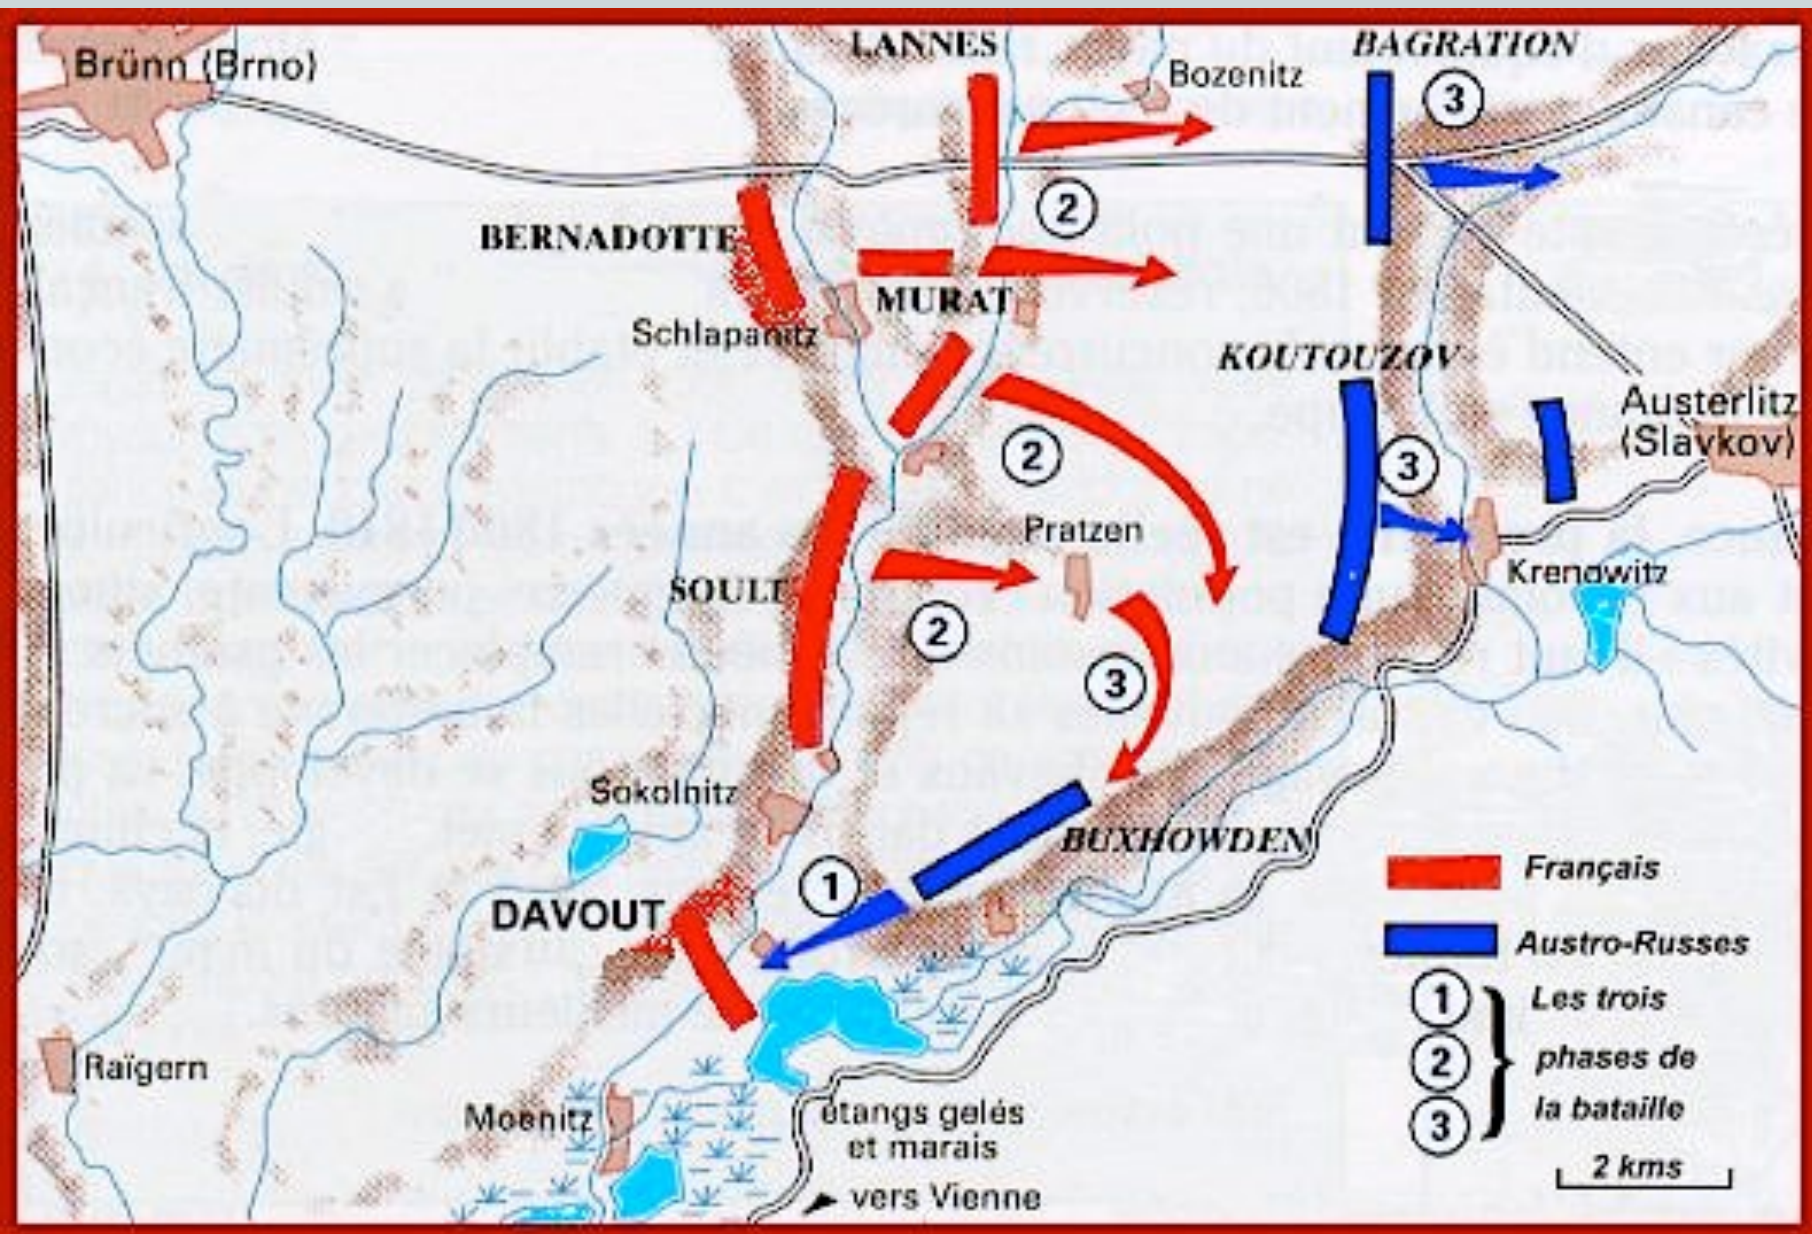 LANNES
BAGRATION
Brünn (Brno)
Bozenitz
3
2
BERNADOTTE
MURAT
Schlapanitz
KOUTOUZOV
Austerlitz
(Slavkov)
2
3
Pratzen
Krenowitz
SOULT
2
3
Sokolnitz
BUXHOWDEN
1
DAVOUT
Français
Austro-Russes
1
2
3
Les trois
phases de
la bataille
Raïgern
Moenitz
étangs gelés
et marais
vers Vienne
2 kms